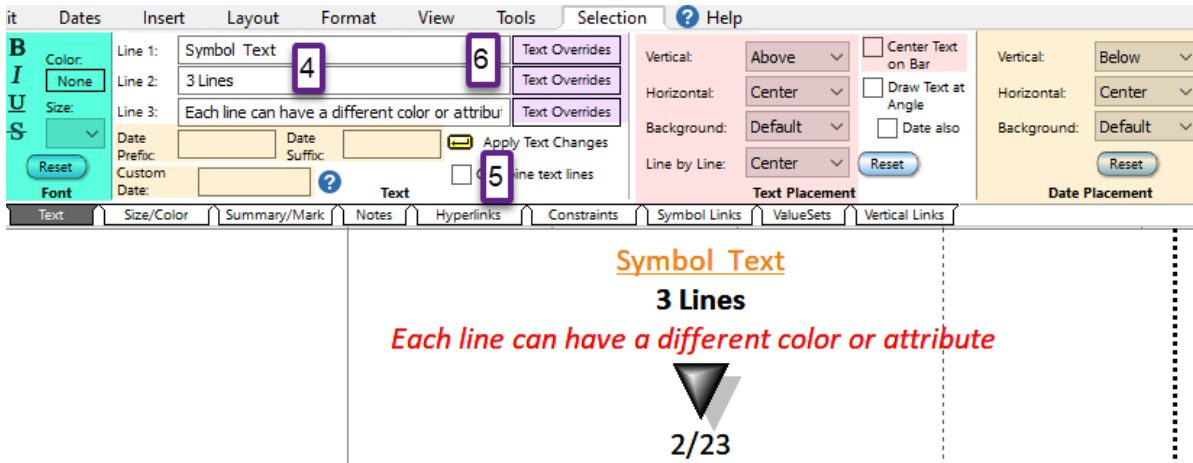 it Dates Insert Layout Format View Tools Selection ? Help
B
I
U
S
Color:
None
Size:
Reset
Font
Line 1: Symbol Text
4
6
Text Overrides
Line 2: 3 Lines
Text Overrides
Line 3: Each line can have a different color or attribut
Text Overrides
Date Prefix:
Date Suffix:
Apply Text Changes
Custom Date:
?
5
ine text lines
Text
Vertical: Above
Horizontal: Center
Background: Default
Line by Line: Center
Center Text on Bar
Draw Text at Angle
Date also
Reset
Text Placement
Vertical: Below
Horizontal: Center
Background: Default
Reset
Date Placement
Text Size/Color Summary/Mark Notes Hyperlinks Constraints Symbol Links ValueSets Vertical Links
Symbol Text
3 Lines
Each line can have a different color or attribute
2/23